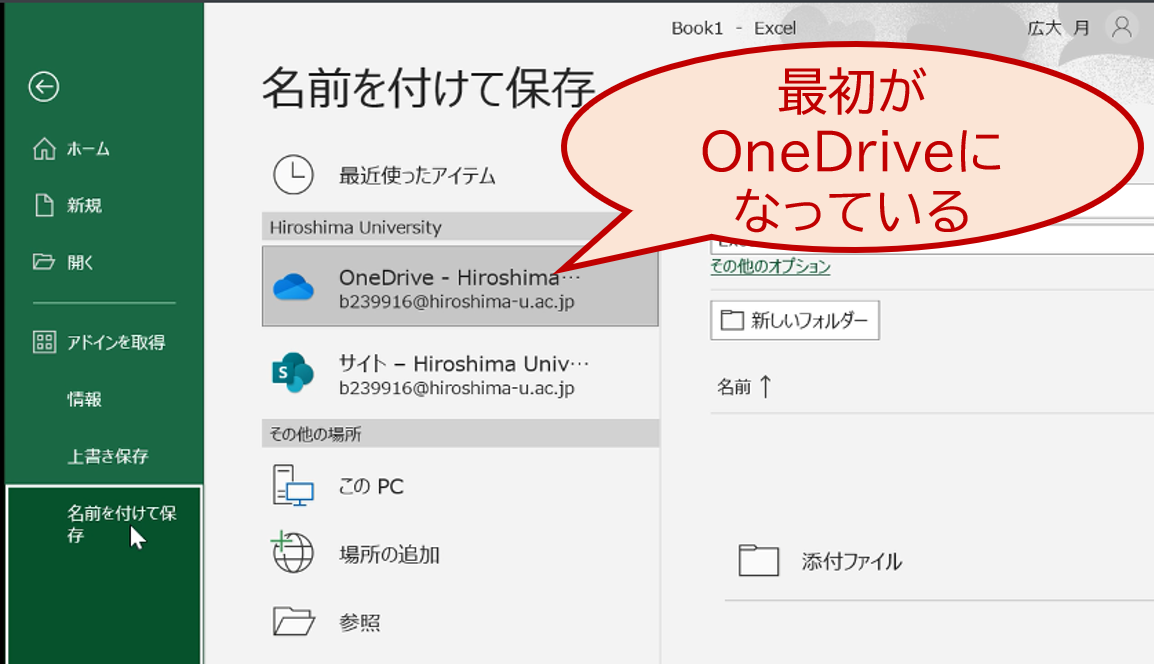 Book1 - Excel
広大 月
ホーム
新規
開く
アドインを取得
情報
上書き保存
名前を付けて保
存
名前を付けて保存
最近使ったアイテム
Hiroshima University
OneDrive - Hiroshima…
b239916@hiroshima-u.ac.jp
S
サイト – Hiroshima Univ…
b239916@hiroshima-u.ac.jp
その他の場所
この PC
場所の追加
参照
最初が
OneDriveに
なっている
その他のオプション
新しいフォルダー
名前 ↑
添付ファイル